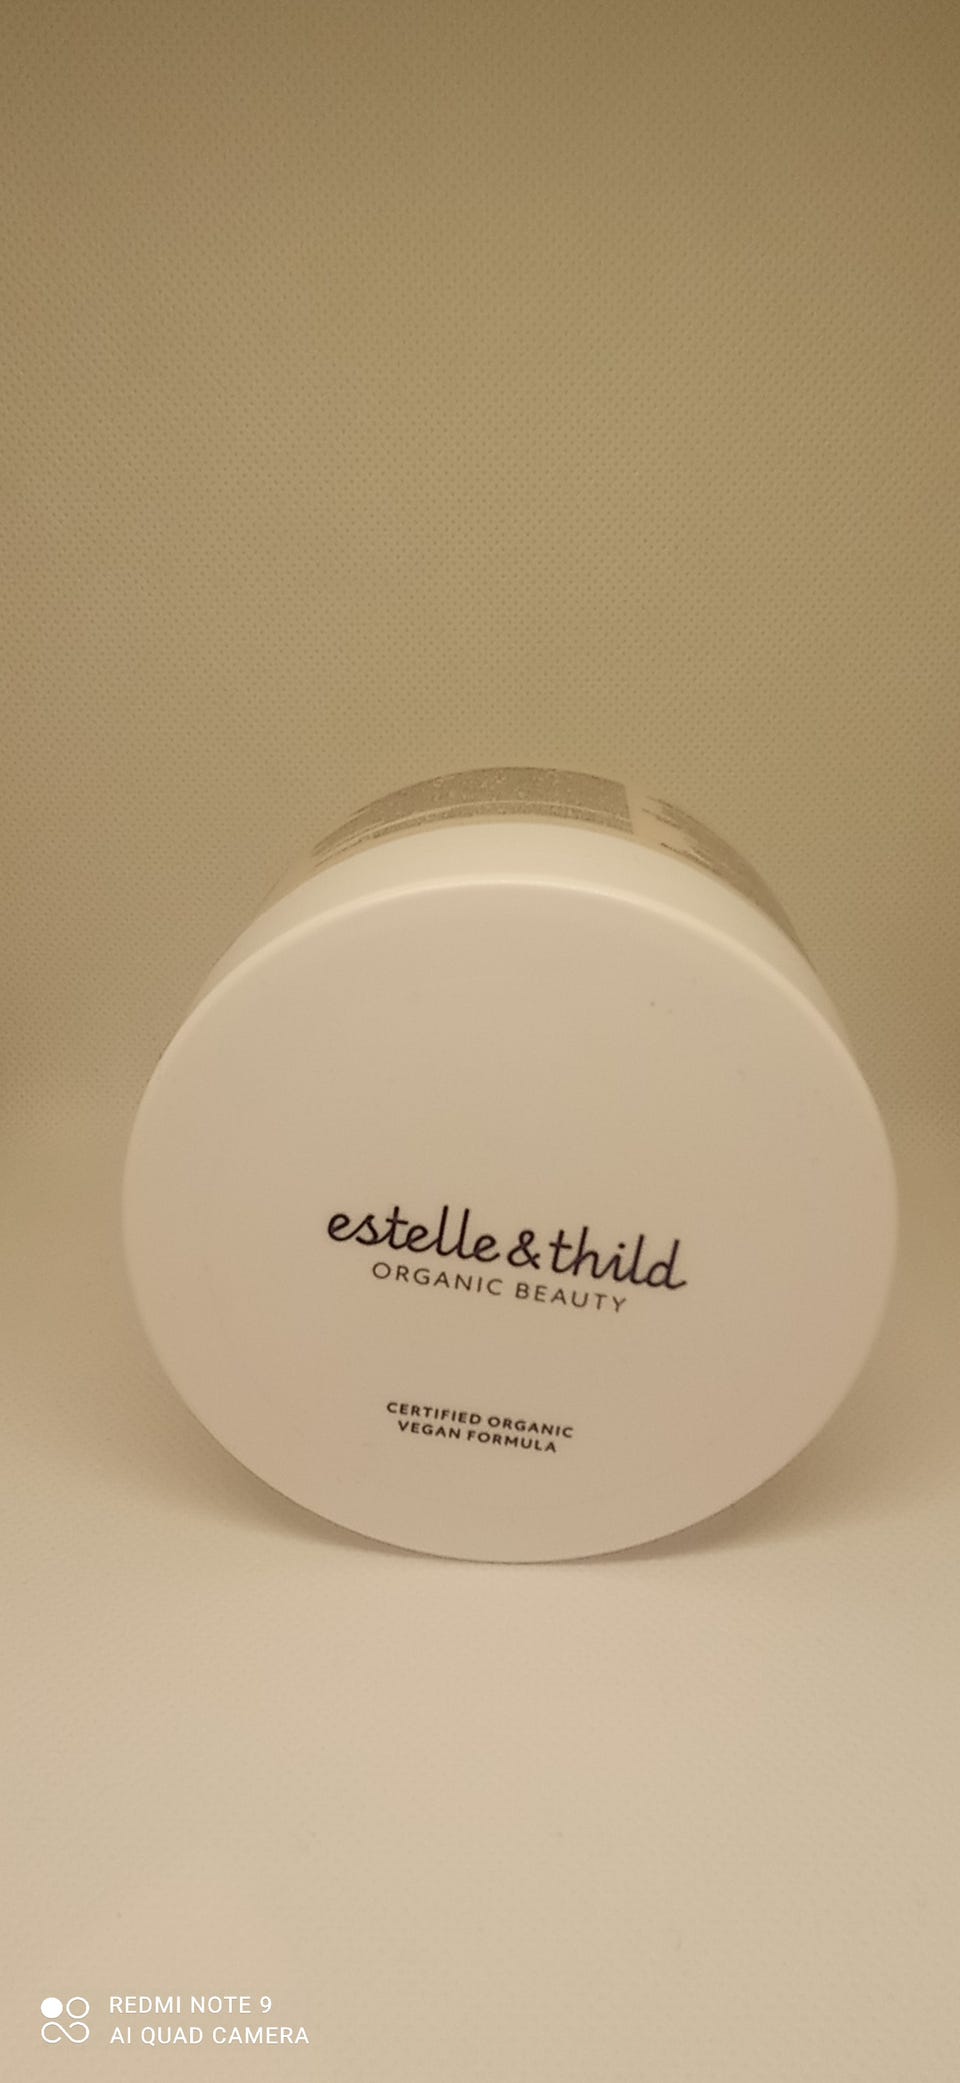 estelle & thild
ORGANIC BEAUTY
CERTIFIED ORGANIC
VEGAN FORMULA
REDMI NOTE 9
AI QUAD CAMERA